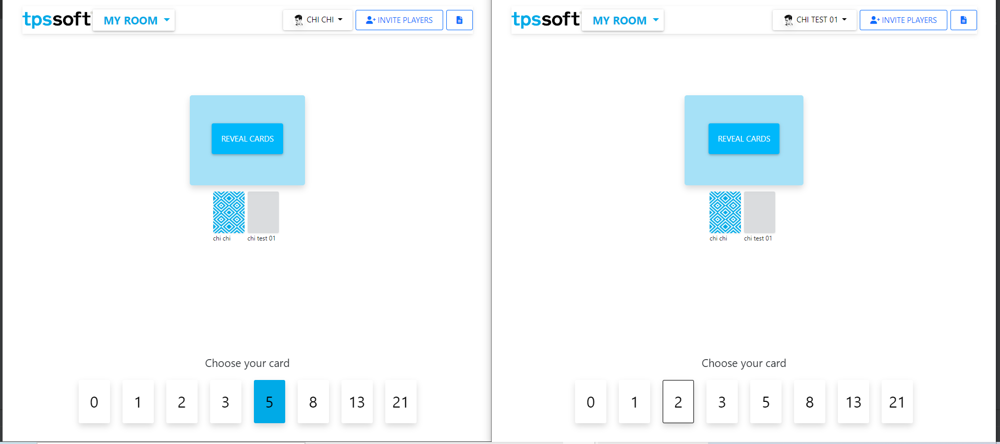 tpssoft MY ROOM CHI CHI INVITE PLAYERS
REVEAL CARDS
chi chi chi test 01
Choose your card
0 1 2 3 5 8 13 21
tpssoft MY ROOM CHI TEST 01 INVITE PLAYERS
REVEAL CARDS
chi chi chi test 01
Choose your card
0 1 2 3 5 8 13 21